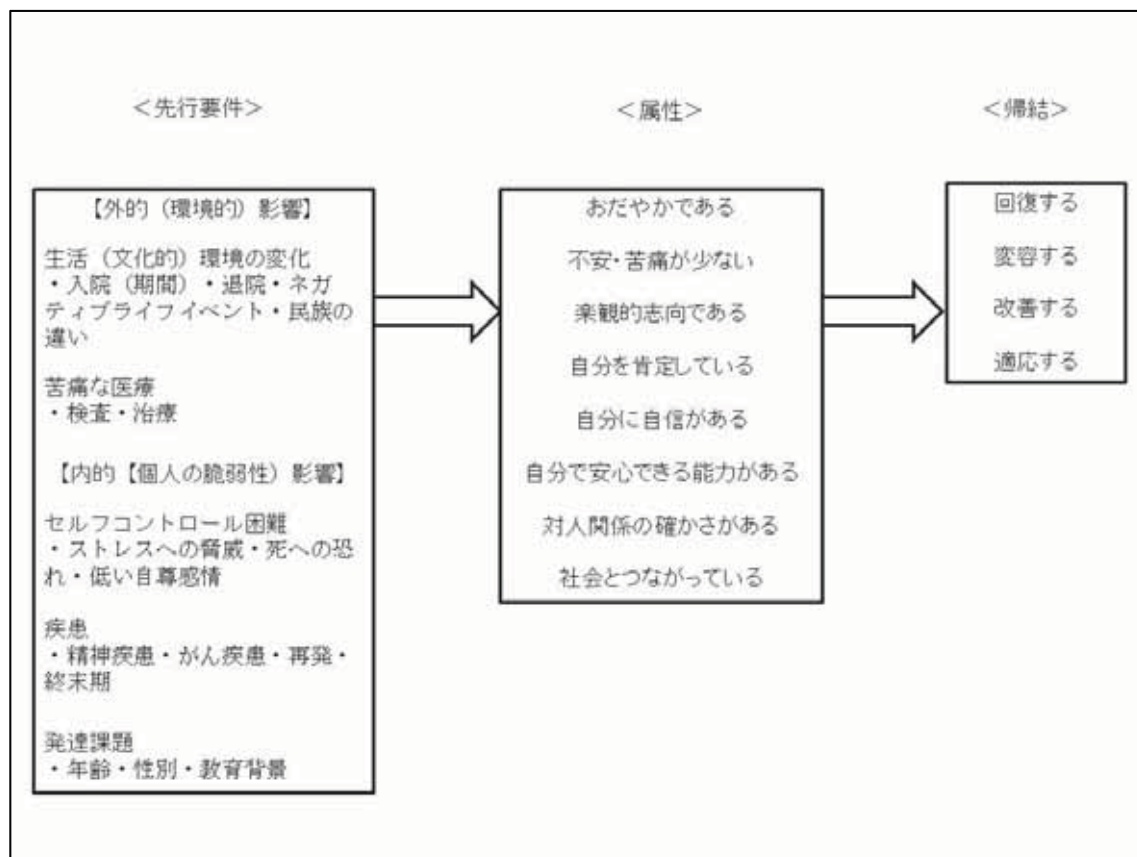 ＜先行要件＞
＜属性＞
＜帰結＞
【外的（環境的）影響】
生活（文化的）環境の変化
・入院（期間）・退院・ネガ
ティブライフイベント・民族の
違い
苦痛な医療
・検査・治療
【内的【個人の脆弱性）影響】
セルフコントロール困難
・ストレスへの脅威・死への恐
れ・低い自尊感情
疾患
・精神疾患・がん疾患・再発・
終末期
発達課題
・年齢・性別・教育背景
おだやかである
不安・苦痛が少ない
楽観的志向である
自分を肯定している
自分に自信がある
自分で安心できる能力がある
対人関係の確かさがある
社会とつながっている
回復する
変容する
改善する
適応する